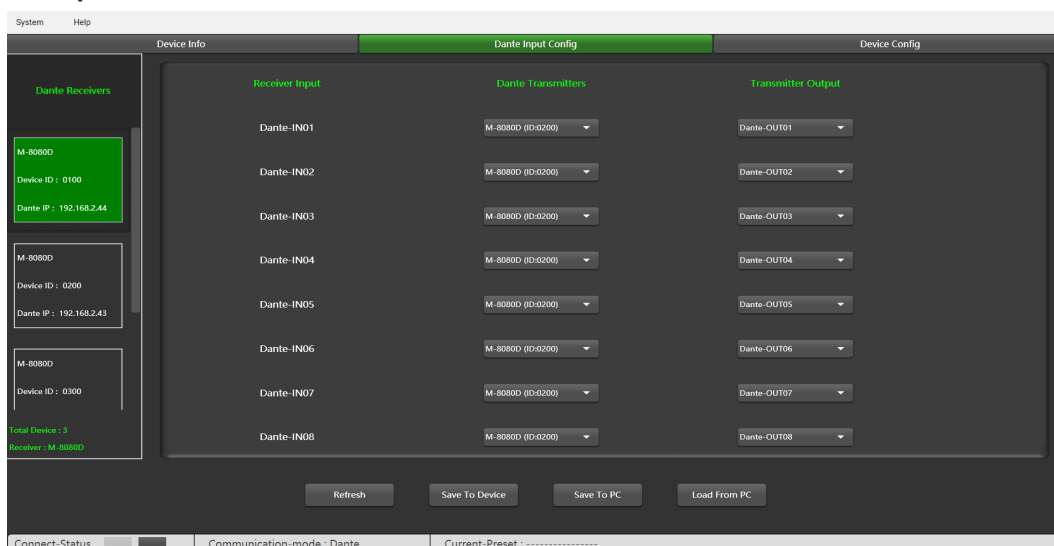 System Help
Device Info Dante Input Config Device Config
Dante Receivers
M-8080D
Device ID : 0100
Dante IP : 192.168.2.44
M-8080D
Device ID : 0200
Dante IP : 192.168.2.43
M-8080D
Device ID : 0300
Total Device : 3
Receiver : M-8080D
Receiver Input Dante Transmitters Transmitter Output
Dante-IN01 M-8080D (ID:0200) Dante-OUT01
Dante-IN02 M-8080D (ID:0200) Dante-OUT02
Dante-IN03 M-8080D (ID:0200) Dante-OUT03
Dante-IN04 M-8080D (ID:0200) Dante-OUT04
Dante-IN05 M-8080D (ID:0200) Dante-OUT05
Dante-IN06 M-8080D (ID:0200) Dante-OUT06
Dante-IN07 M-8080D (ID:0200) Dante-OUT07
Dante-IN08 M-8080D (ID:0200) Dante-OUT08
Refresh Save To Device Save To PC Load From PC
Connect-Status Communication-mode : Dante Current-Preset : ----------------